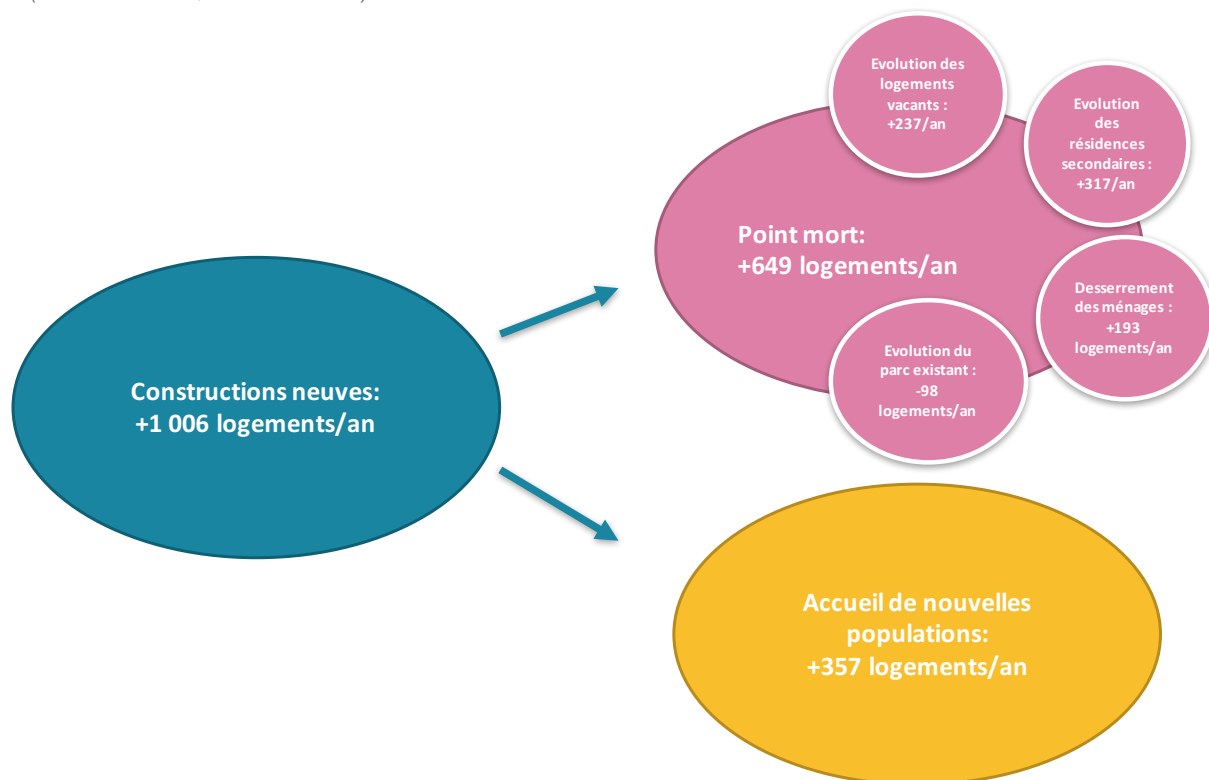 Evolution des
logements
vacants :
+237/an
Evolution
des
résidences
secondaires :
+317/an
Point mort:
+649 logements/an
Desserrement
des ménages :
+193
logements/an
Evolution du
parc existant :
-98
logements/an
Constructions neuves:
+1 006 logements/an
Accueil de nouvelles
populations:
+357 logements/an